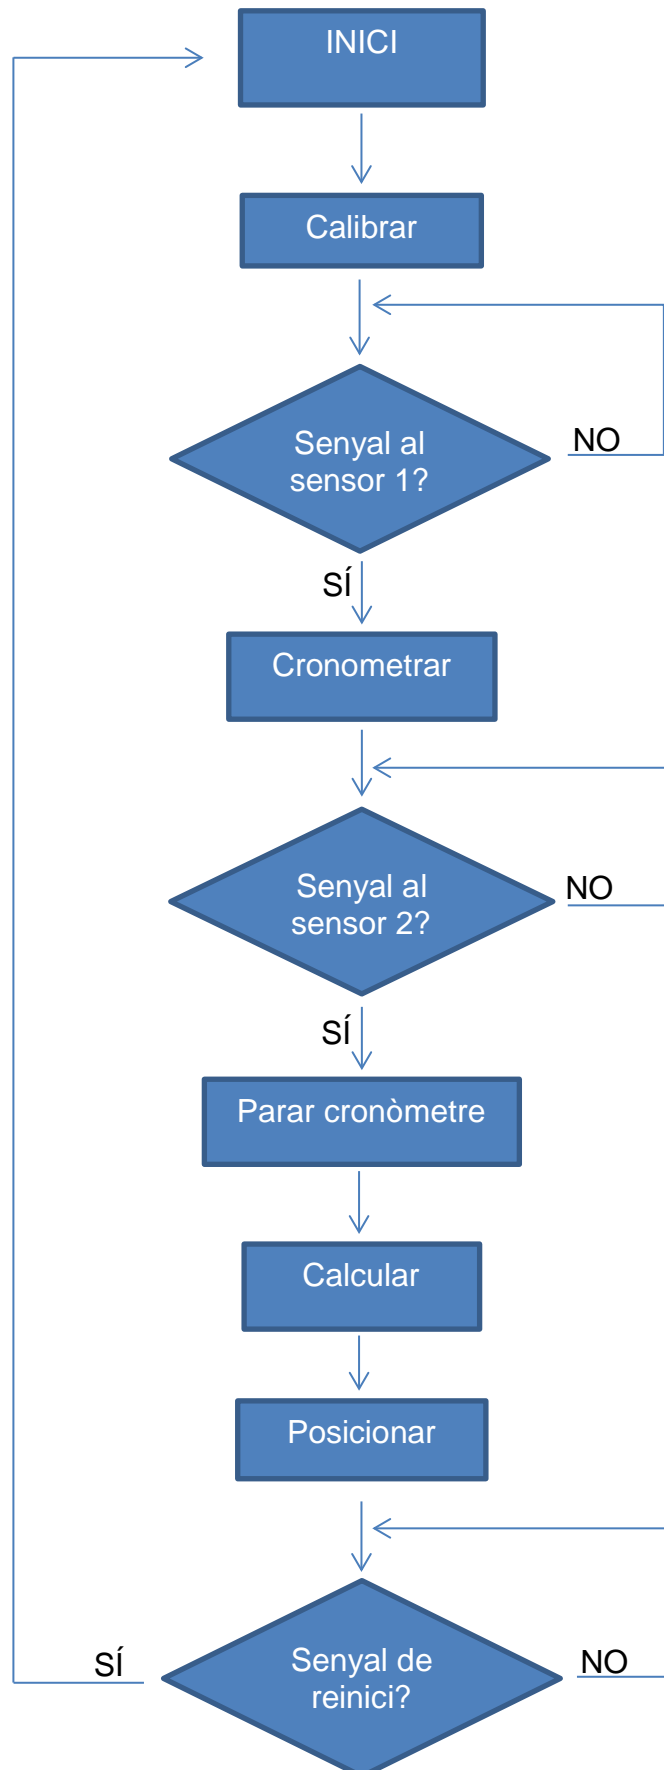 INICI
Calibrar
Senyal al
sensor 1?
NO
SÍ
Cronometrar
Senyal al
sensor 2?
NO
SÍ
Parar cronòmetre
Calcular
Posicionar
SÍ
Senyal de
reinici?
NO